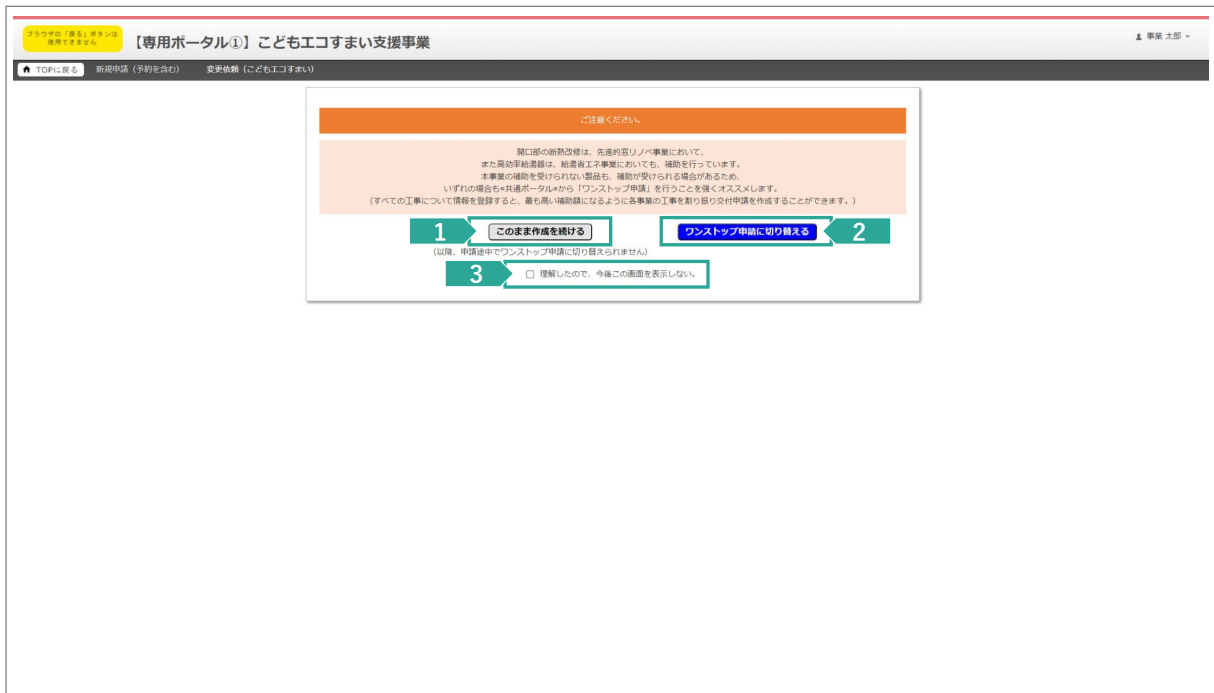 ブラウザの「戻る」ボタンは
使用できません
【専用ポータル①】こどもエコすまい支援事業
事業 太郎
TOPに戻る 新規申請（予約を含む） 変更依頼（こどもエコすまい）
ご注意ください。
開口部の断熱改修は、先進的窓リノベ事業において、
また高効率給湯器は、給湯省エネ事業においても、補助を行っています。
本事業の補助を受けられない製品も、補助が受けられる場合があるため、
いずれの場合も≪共通ポータル≫から「ワンストップ申請」を行うことを強くオススメします。
（すべての工事について情報を登録すると、最も高い補助額になるように各事業の工事を割り振り交付申請を作成することができます。）
1 このまま作成を続ける ワンストップ申請に切り替える 2
（以降、申請途中でワンストップ申請に切り替えられません）
3 理解したので、今後この画面を表示しない。